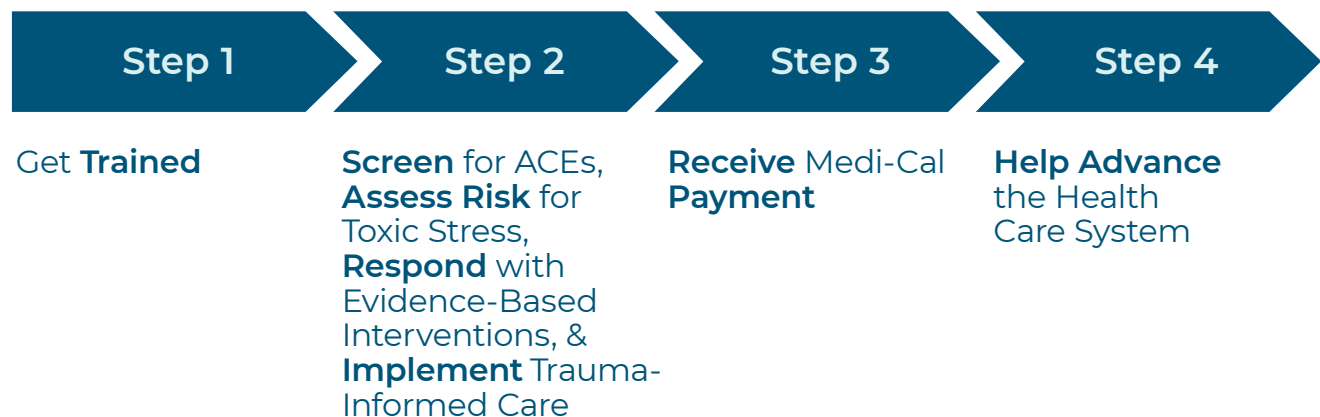 Step 1
Step 2
Step 3
Step 4
Get Trained
Screen for ACEs,
Assess Risk for
Toxic Stress,
Respond with
Evidence-Based
Interventions, &
Implement Trauma-
Informed Care
Receive Medi-Cal
Payment
Help Advance
the Health
Care System